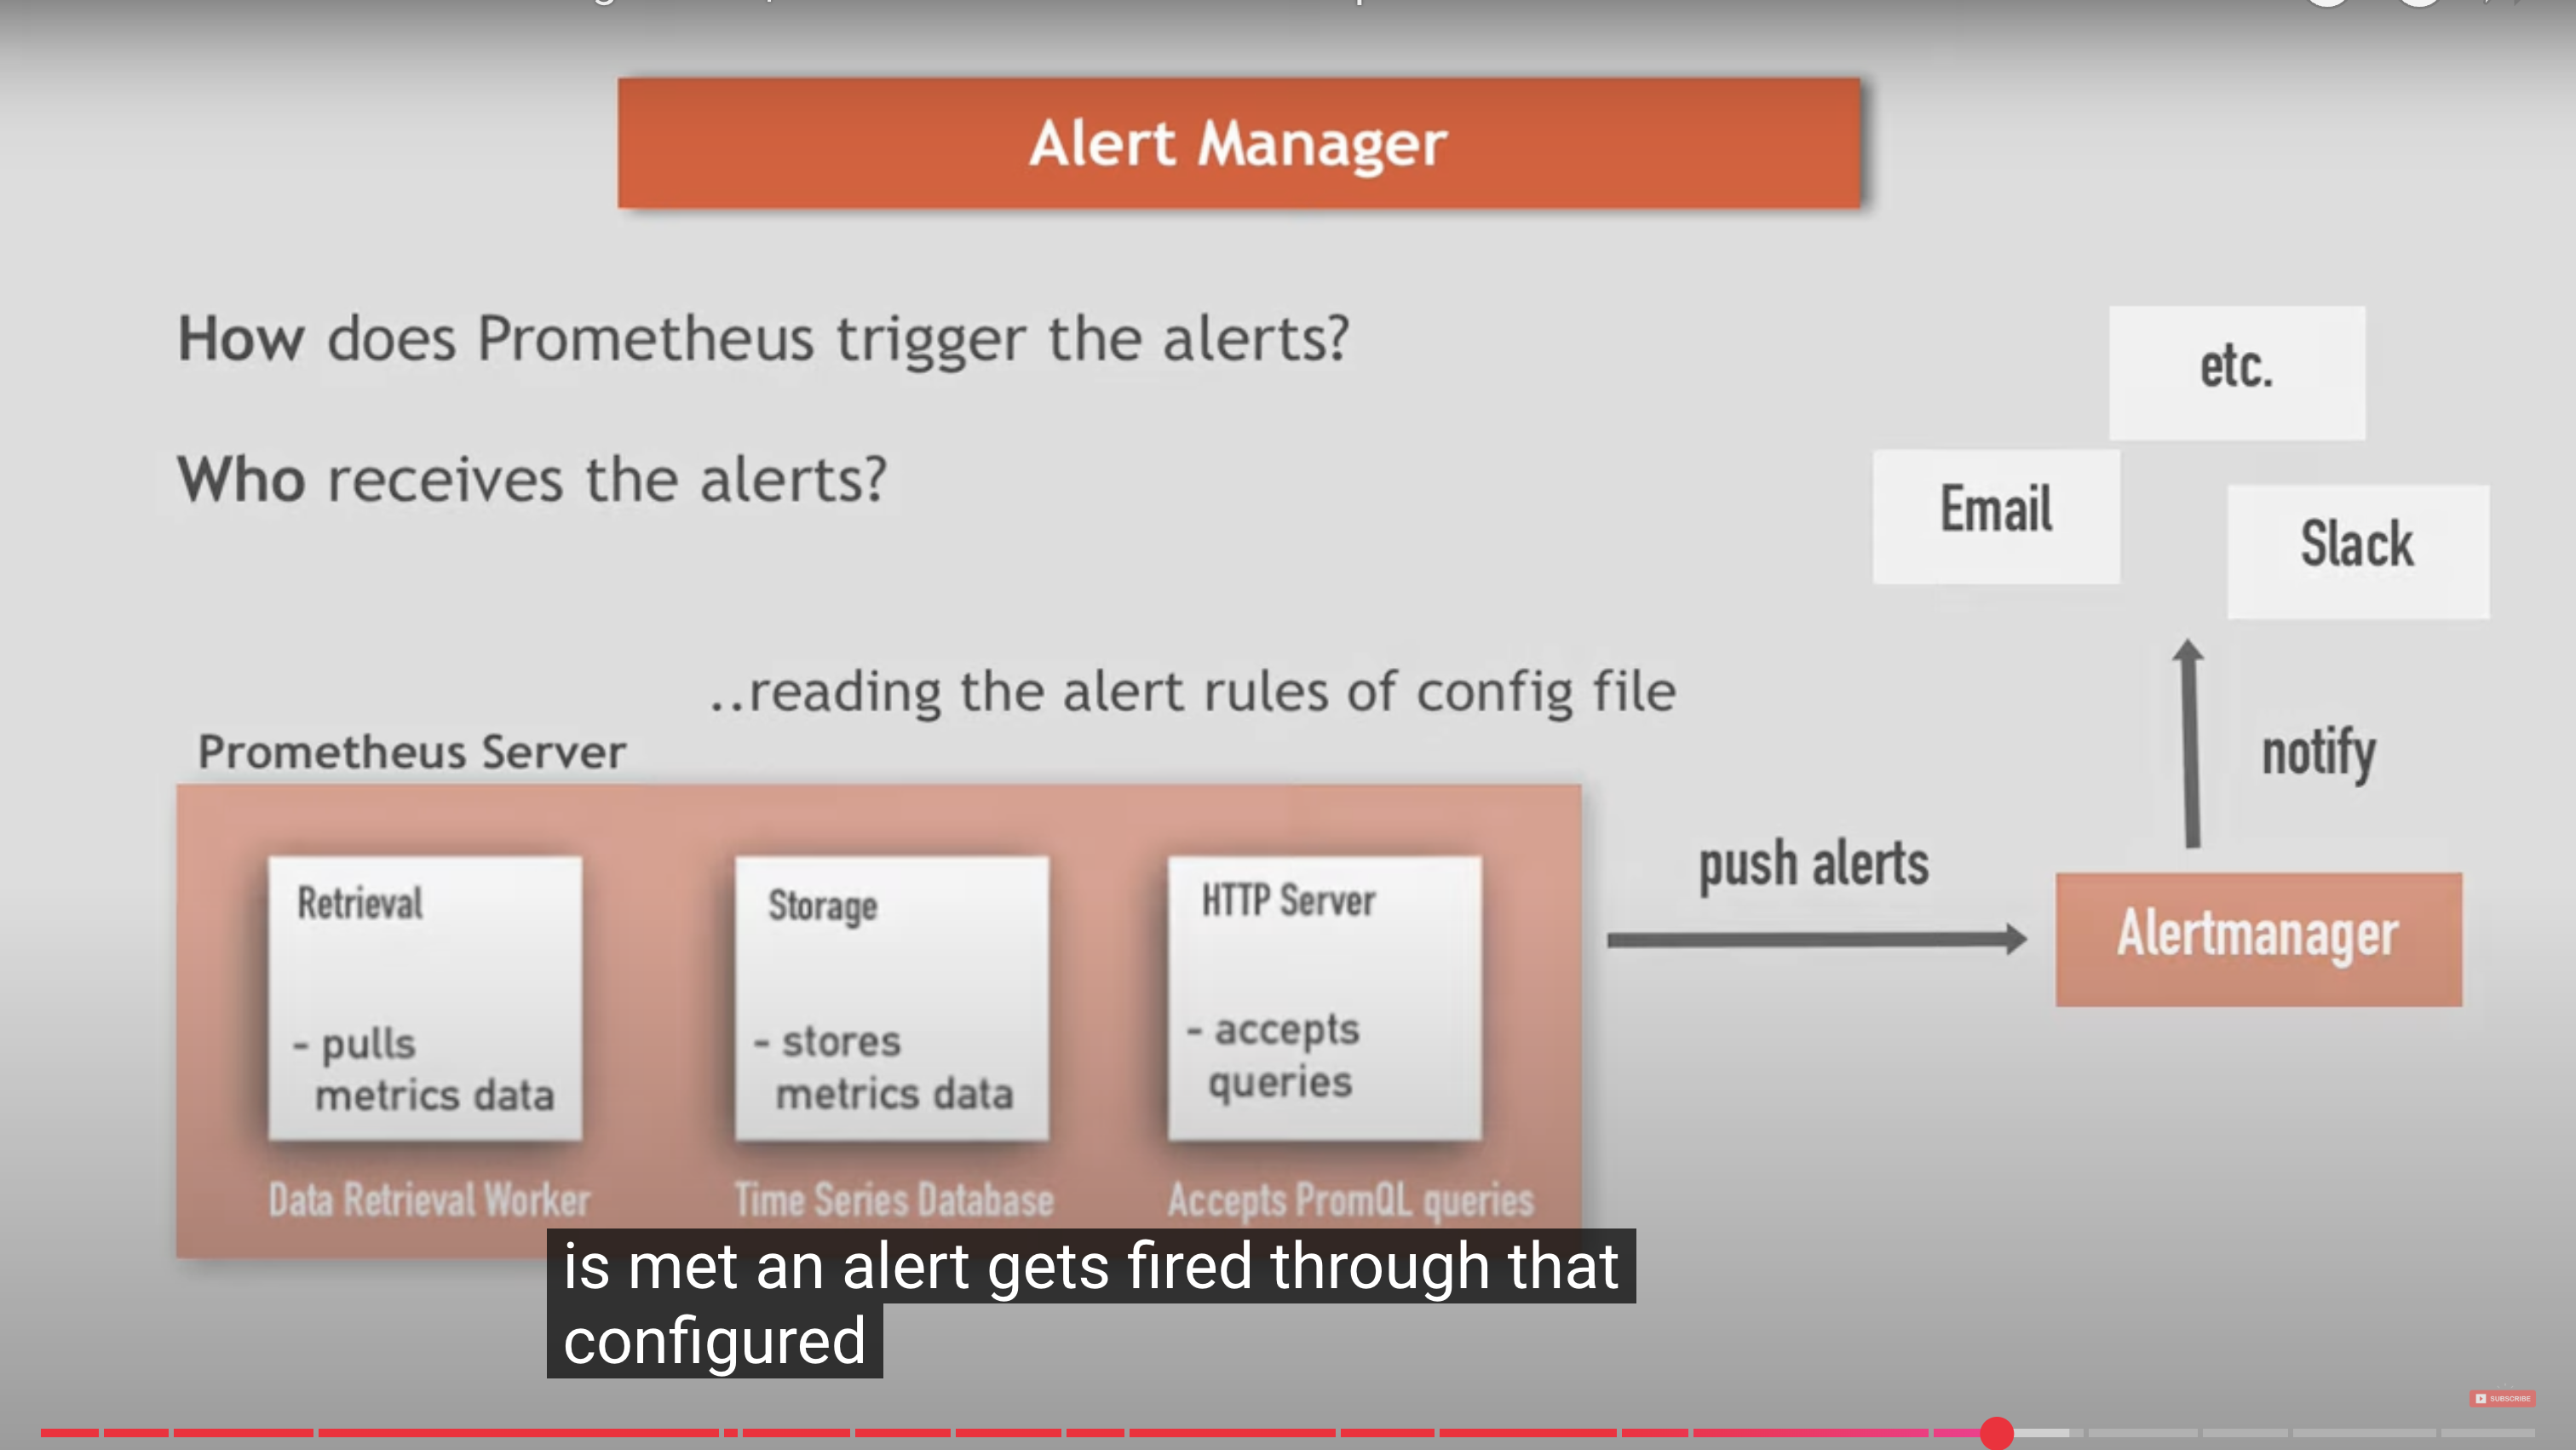 Alert Manager
How does Prometheus trigger the alerts?
Who receives the alerts?
etc.
Email
Slack
..reading the alert rules of config file
Prometheus Server
notify
push alerts
Alertmanager
Retrieval
- pulls
metrics data
Data Retrieval Worker
Storage
- stores
metrics data
Time Series Database
HTTP Server
- accepts
queries
Accepts PromQL queries
is met an alert gets fired through that
configured
SUBSCRIBE